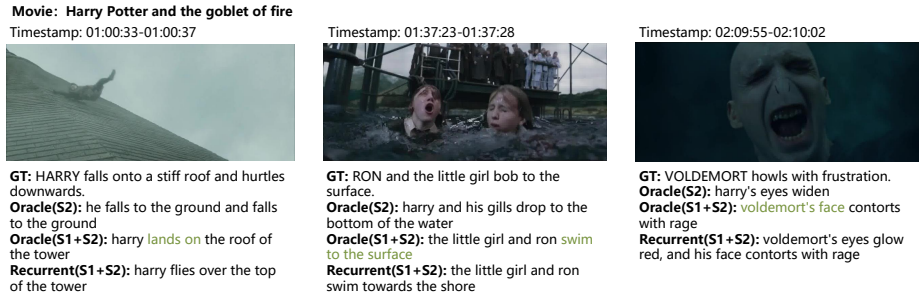 Movie: Harry Potter and the goblet of fire
Timestamp: 01:00:33-01:00:37
GT: HARRY falls onto a stiff roof and hurtles
downwards.
Oracle(S2): he falls to the ground and falls
to the ground
Oracle(S1+S2): harry lands on the roof of
the tower
Recurrent(S1+S2): harry flies over the top
of the tower
Timestamp: 01:37:23-01:37:28
GT: RON and the little girl bob to the
surface.
Oracle(S2): harry and his gills drop to the
bottom of the water
Oracle(S1+S2): the little girl and ron swim
to the surface
Recurrent(S1+S2): the little girl and ron
swim towards the shore
Timestamp: 02:09:55-02:10:02
GT: VOLDEMORT howls with frustration.
Oracle(S2): harry's eyes widen
Oracle(S1+S2): voldemort's face contorts
with rage
Recurrent(S1+S2): voldemort's eyes glow
red, and his face contorts with rage